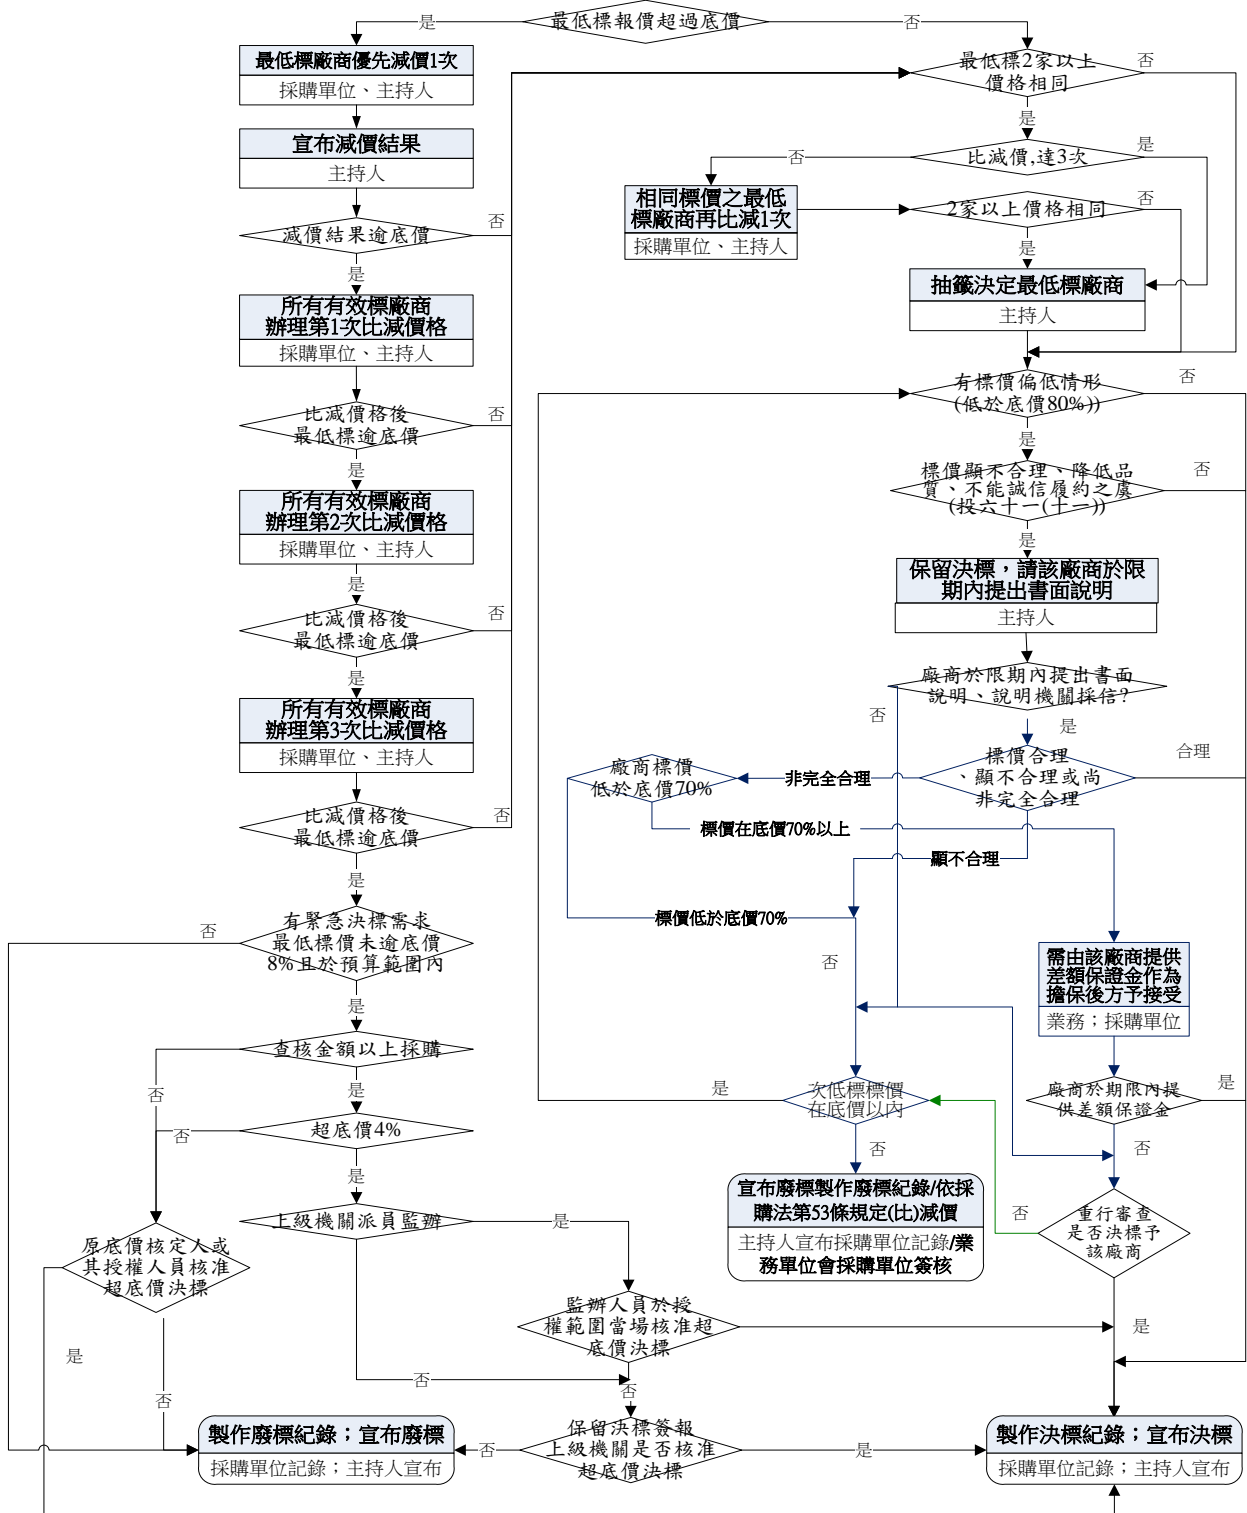 最低標報價超過底價
是
否
最低標廠商優先減價1次
採購單位、主持人
最低標2家以上
價格相同
否
是
宣布減價結果
主持人
比減價,達3次
否
是
相同標價之最低
標廠商再比減1次
採購單位、主持人
2家以上價格相同
否
是
減價結果逾底價
否
是
抽籤決定最低標廠商
主持人
所有有效標廠商
辦理第1次比減價格
採購單位、主持人
有標價偏低情形
(低於底價80%))
否
是
比減價格後
最低標逾底價
否
是
標價顯不合理、降低品
質、不能誠信履約之虞
(投六十一(十一))
否
是
所有有效標廠商
辦理第2次比減價格
採購單位、主持人
是
保留決標，請該廠商於限
期內提出書面說明
主持人
比減價格後
最低標逾底價
否
是
廠商於限期內提出書面
說明、說明機關採信?
否
是
所有有效標廠商
辦理第3次比減價格
採購單位、主持人
標價合理
、顯不合理或尚
非完全合理
合理
非完全合理
廠商標價
低於底價70%
比減價格後
最低標逾底價
否
是
標價在底價70%以上
顯不合理
標價低於底價70%
有緊急決標需求
最低標價未逾底價
8%且於預算範圍內
否
是
否
需由該廠商提供
差額保證金作為
擔保後方予接受
業務；採購單位
查核金額以上採購
否
是
次低標標價
在底價以內
是
否
廠商於期限內提
供差額保證金
是
否
超底價4%
否
是
宣布廢標製作廢標紀錄/依採
購法第53條規定(比)減價
主持人宣布採購單位記錄/業
務單位會採購單位簽核
重行審查
是否決標予
該廠商
否
是
上級機關派員監辦
是
否
原底價核定人或
其授權人員核准
超底價決標
是
否
監辦人員於授
權範圍當場核准超
底價決標
否
保留決標簽報
上級機關是否核准
超底價決標
否
是
製作廢標紀錄；宣布廢標
採購單位記錄；主持人宣布
製作決標紀錄；宣布決標
採購單位記錄；主持人宣布